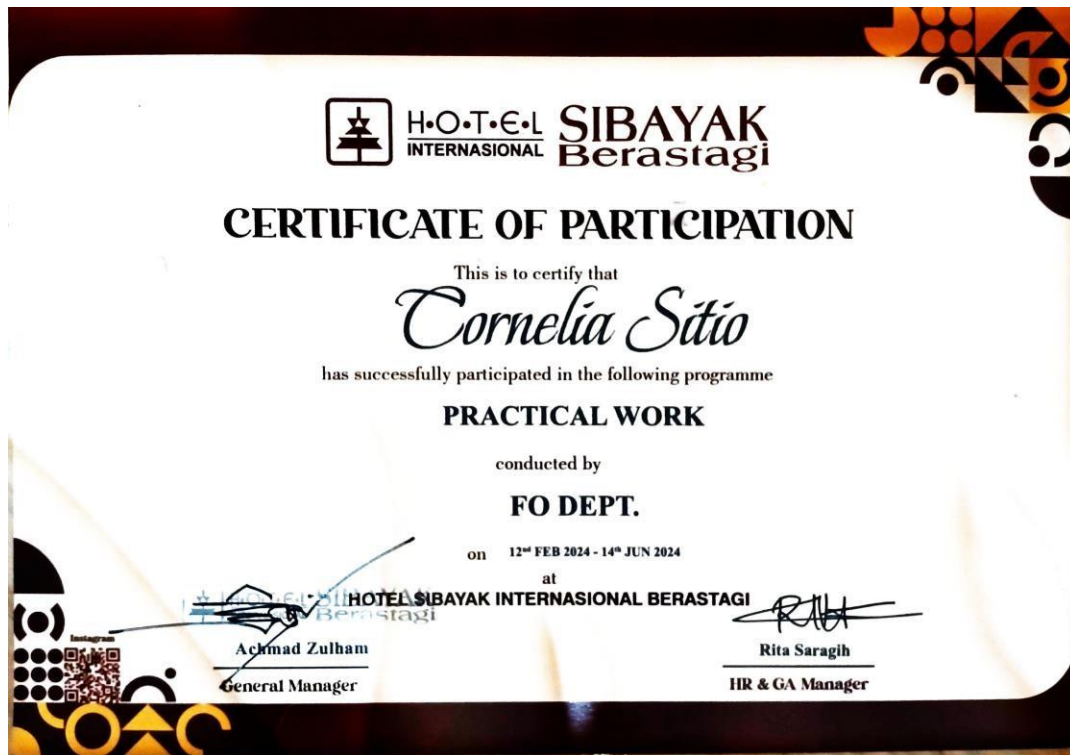 H•O•T•E•L SIBAYAK
INTERNASIONAL Berastagi
CERTIFICATE OF PARTICIPATION
This is to certify that
Cornelia Sitio
has successfully participated in the following programme
PRACTICAL WORK
conducted by
FO DEPT.
on 12nd FEB 2024 - 14th JUN 2024
at
HOTEL SIBAYAK INTERNASIONAL BERASTAGI
Berastagi
Instagram
Achmad Zulham
General Manager
Rita Saragih
HR & GA Manager